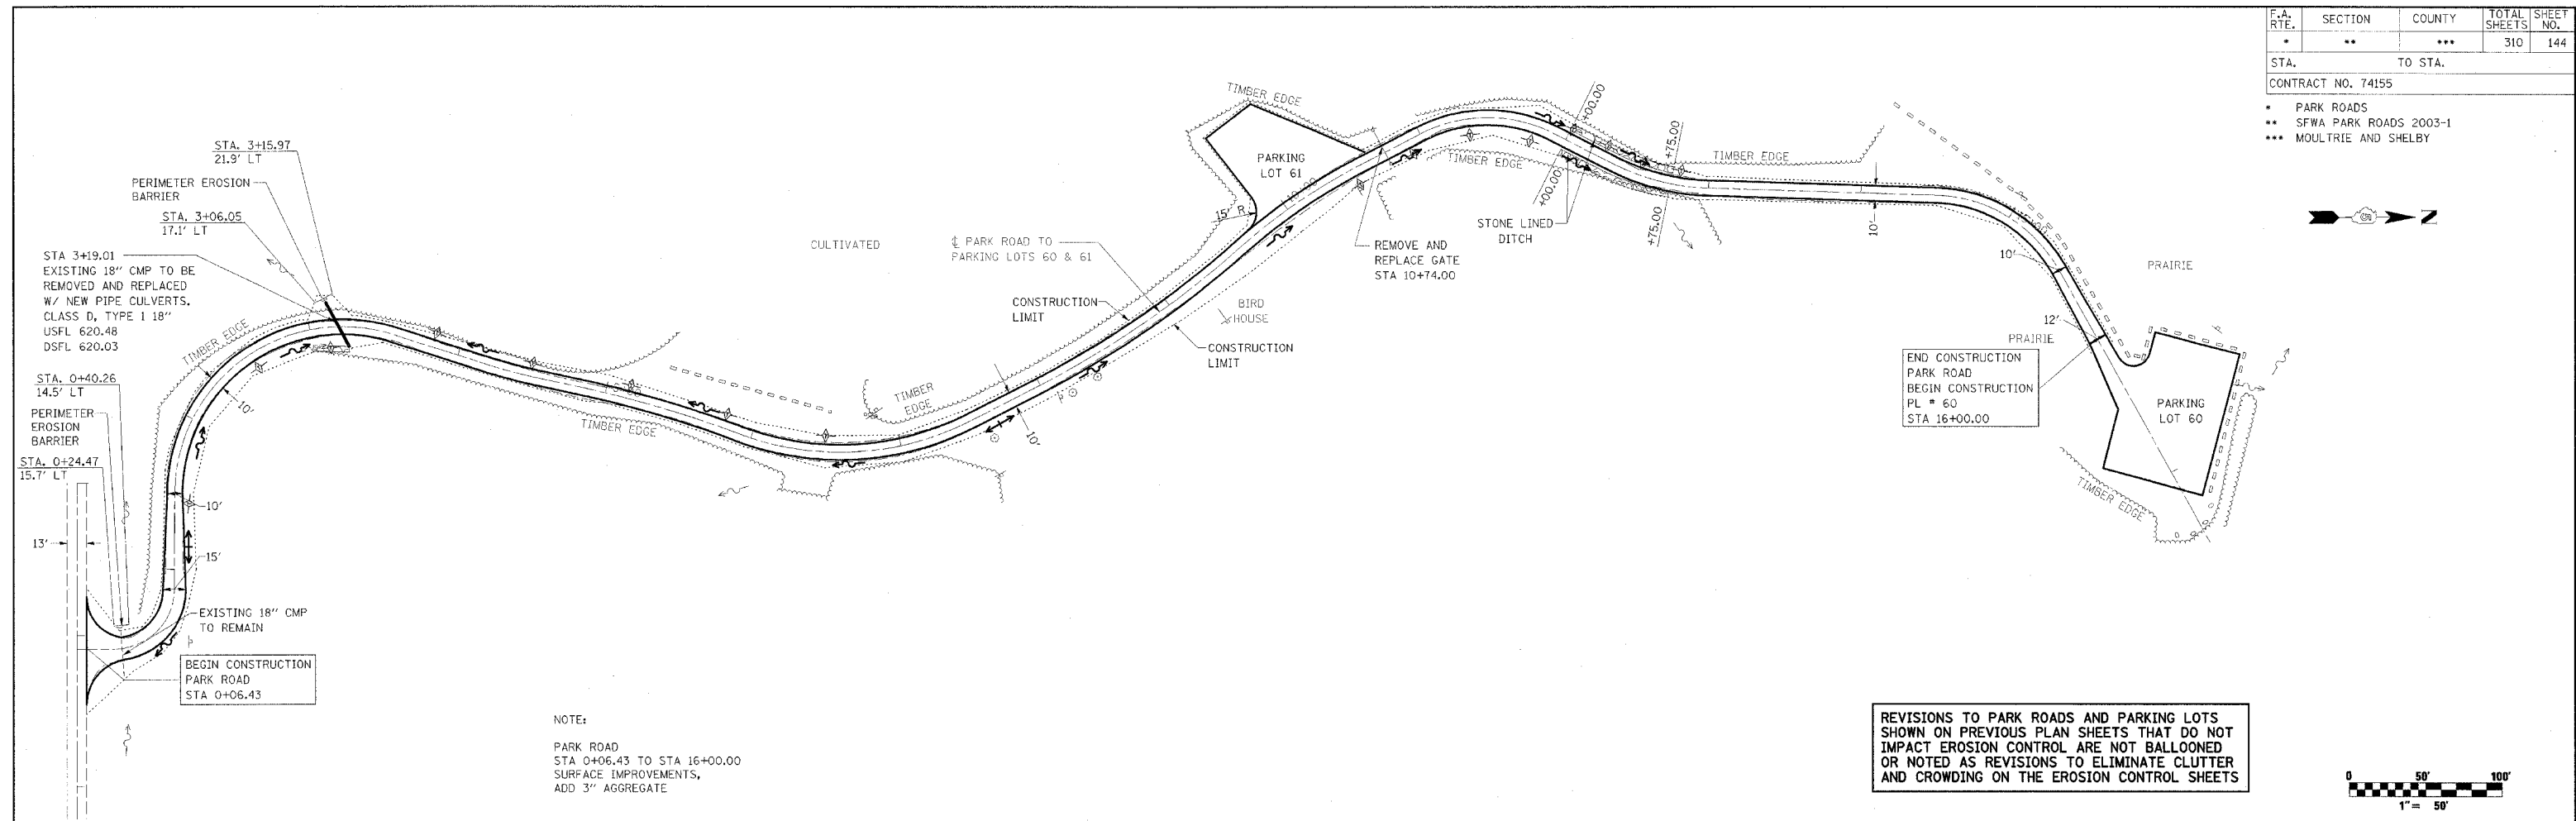 F.A. RTE. SECTION COUNTY TOTAL SHEETS SHEET NO.
* ** *** 310 144
STA. TO STA.
CONTRACT NO. 74155
* PARK ROADS
** SFWA PARK ROADS 2003-1
*** MOULTRIE AND SHELBY
STA. 3+15.97
21.9' LT
PERIMETER EROSION
BARRIER
STA. 3+06.05
17.1' LT
STA 3+19.01
EXISTING 18" CMP TO BE
REMOVED AND REPLACED
W/ NEW PIPE CULVERTS,
CLASS D, TYPE 1 18"
USFL 620.48
DSFL 620.03
STA. 0+40.26
14.5' LT
PERIMETER
EROSION
BARRIER
STA. 0+24.47
15.7' LT
13'
TIMBER EDGE
10'
10'
15'
EXISTING 18" CMP
TO REMAIN
BEGIN CONSTRUCTION
PARK ROAD
STA 0+06.43
TIMBER EDGE
CULTIVATED
TIMBER
EDGE
10'
℄ PARK ROAD TO
PARKING LOTS 60 & 61
CONSTRUCTION
LIMIT
BIRD
HOUSE
CONSTRUCTION
LIMIT
TIMBER EDGE
PARKING
LOT 61
15' R
REMOVE AND
REPLACE GATE
STA 10+74.00
TIMBER EDGE
+00.00
+75.00
+00.00
+75.00
STONE LINED
DITCH
TIMBER EDGE
10'
10'
PRAIRIE
12'
PRAIRIE
END CONSTRUCTION
PARK ROAD
BEGIN CONSTRUCTION
PL # 60
STA 16+00.00
PARKING
LOT 60
TIMBER EDGE
NOTE:
PARK ROAD
STA 0+06.43 TO STA 16+00.00
SURFACE IMPROVEMENTS,
ADD 3" AGGREGATE
REVISIONS TO PARK ROADS AND PARKING LOTS
SHOWN ON PREVIOUS PLAN SHEETS THAT DO NOT
IMPACT EROSION CONTROL ARE NOT BALLOONED
OR NOTED AS REVISIONS TO ELIMINATE CLUTTER
AND CROWDING ON THE EROSION CONTROL SHEETS
0 50' 100'
1" = 50'